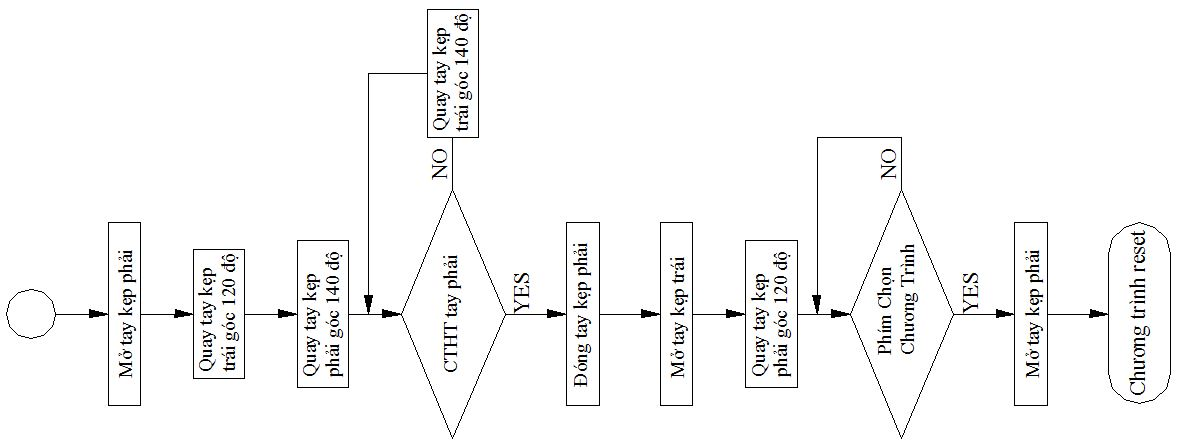 Mở tay kẹp phải
Quay tay kẹp
trái góc 120 độ
Quay tay kẹp
phải góc 140 độ
CTHT tay phải
NO
Quay tay kẹp
trái góc 140 độ
YES
Đóng tay kẹp phải
Mở tay kẹp trái
Quay tay kẹp
phải góc 120 độ
Phím Chọn
Chương Trình
NO
YES
Mở tay kẹp phải
Chương trình reset